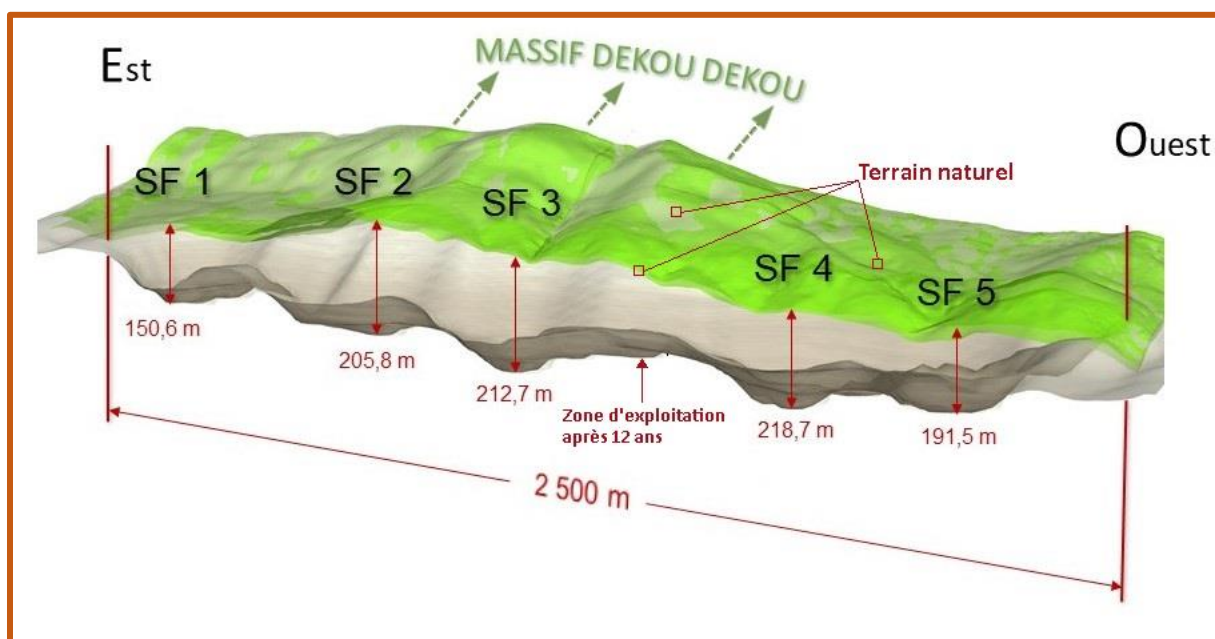 MASSIF DEKOU DEKOU
Est
Ouest
SF 1
SF 2
SF 3
Terrain naturel
SF 4
SF 5
150,6 m
205,8 m
212,7 m
Zone d'exploitation
après 12 ans
218,7 m
191,5 m
2 500 m